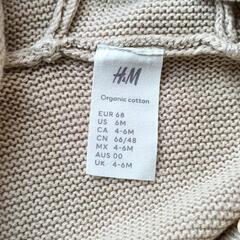 H&M
Organic cotton
EUR 68
US 6M
CA 4-6M
CN 66/48
MX 4-6M
AUS 00
UK 4-6M